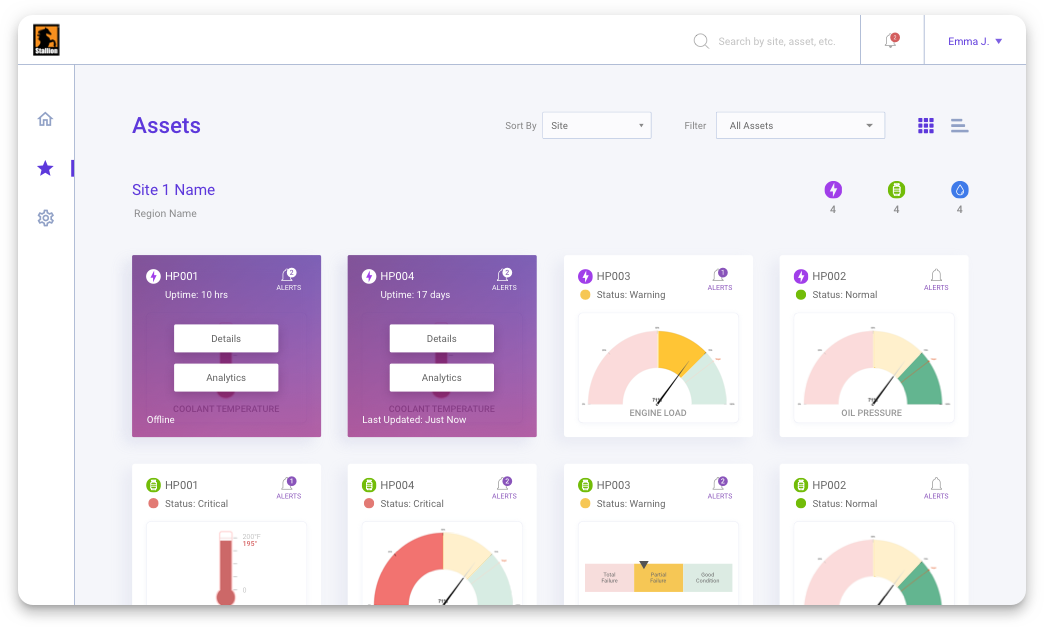 Stallion
Search by site, asset, etc.
2
Emma J.
Assets
Sort By
Site
Filter
All Assets
Site 1 Name
Region Name
4
4
4
HP001
2
ALERTS
Uptime: 10 hrs
Details
Analytics
COOLANT TEMPERATURE
Offline
HP004
2
ALERTS
Uptime: 17 days
Details
Analytics
COOLANT TEMPERATURE
Last Updated: Just Now
HP003
1
ALERTS
Status: Warning
ENGINE LOAD
HP002
ALERTS
Status: Normal
OIL PRESSURE
HP001
1
ALERTS
Status: Critical
200°F
195°
0
HP004
2
ALERTS
Status: Critical
HP003
2
ALERTS
Status: Warning
Total Failure
Partial Failure
Good Condition
HP002
ALERTS
Status: Normal